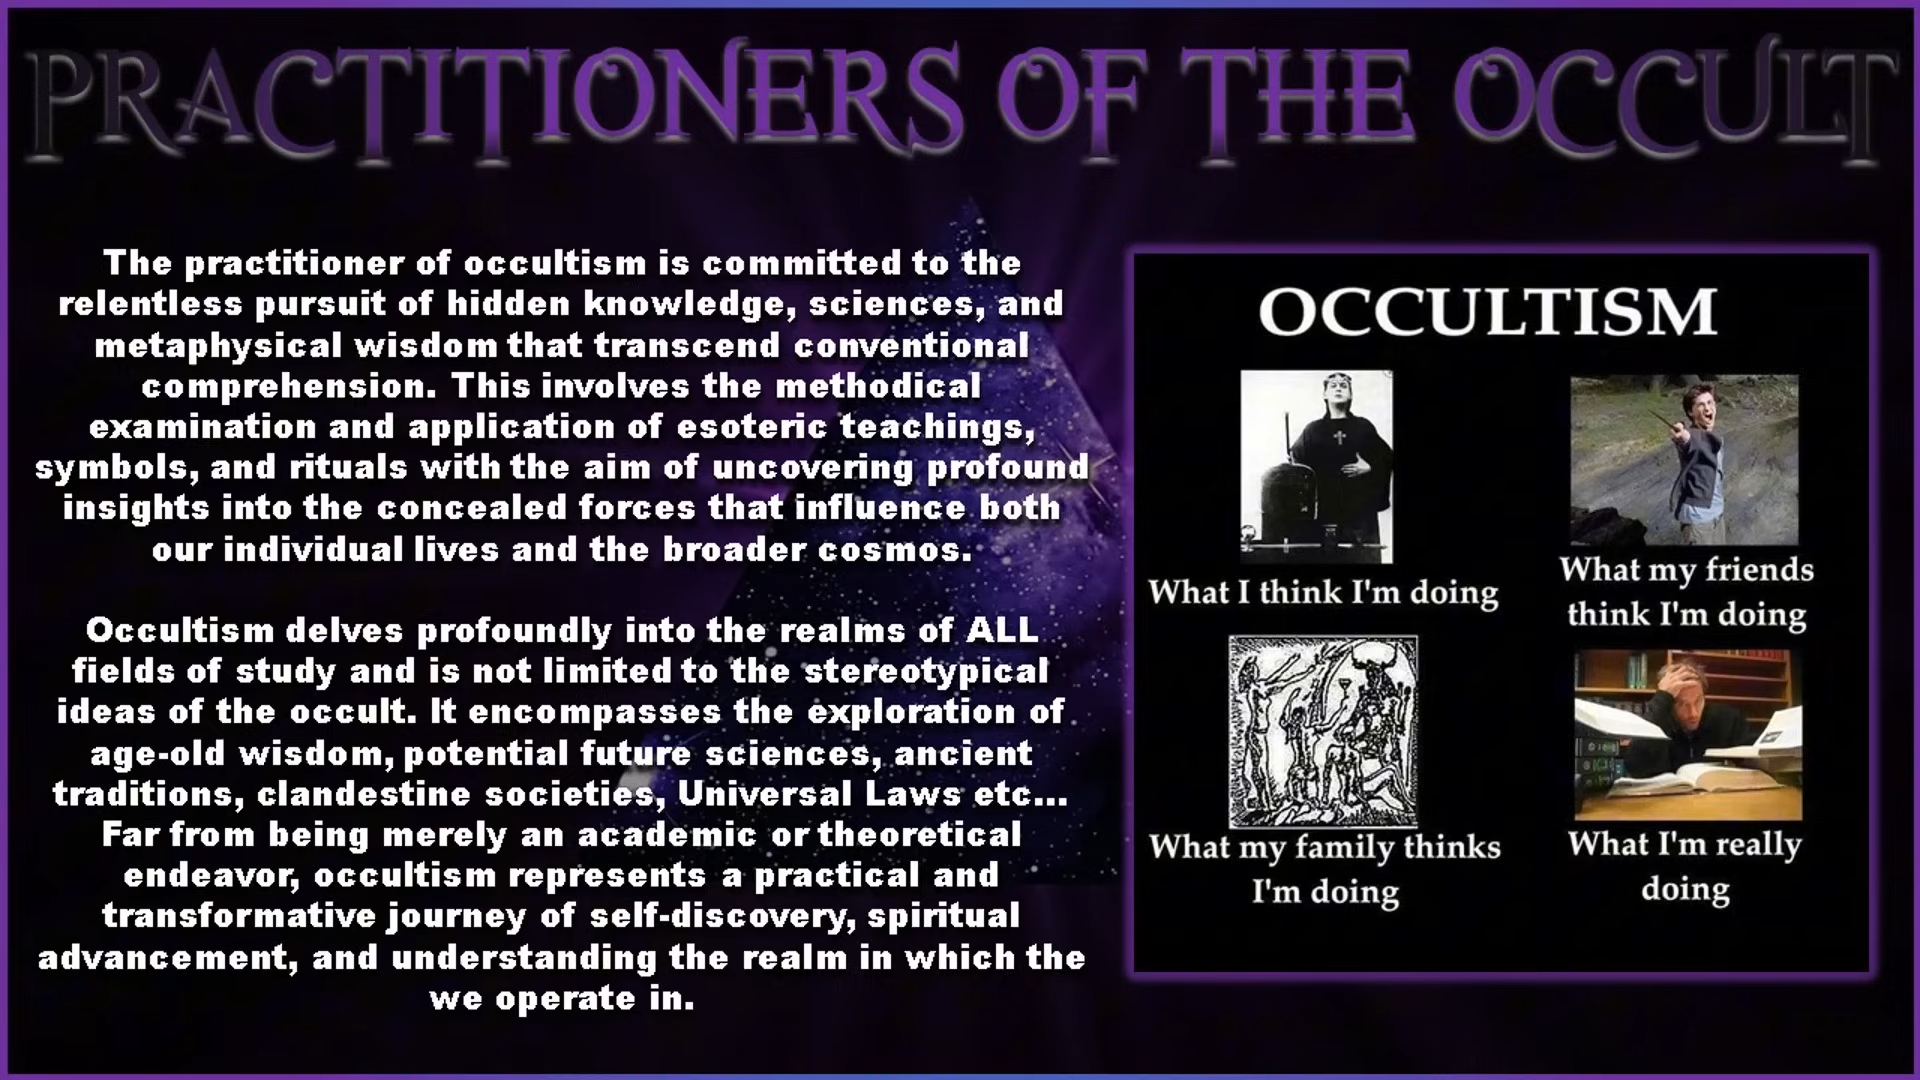 PRACTITIONERS OF THE OCCULT
The practitioner of occultism is committed to the
relentless pursuit of hidden knowledge, sciences, and
metaphysical wisdom that transcend conventional
comprehension. This involves the methodical
examination and application of esoteric teachings,
symbols, and rituals with the aim of uncovering profound
insights into the concealed forces that influence both
our individual lives and the broader cosmos.
Occultism delves profoundly into the realms of ALL
fields of study and is not limited to the stereotypical
ideas of the occult. It encompasses the exploration of
age-old wisdom, potential future sciences, ancient
traditions, clandestine societies, Universal Laws etc...
Far from being merely an academic or theoretical
endeavor, occultism represents a practical and
transformative journey of self-discovery, spiritual
advancement, and understanding the realm in which the
we operate in.
OCCULTISM
What I think I'm doing
What my friends
think I'm doing
What my family thinks
I'm doing
What I'm really
doing